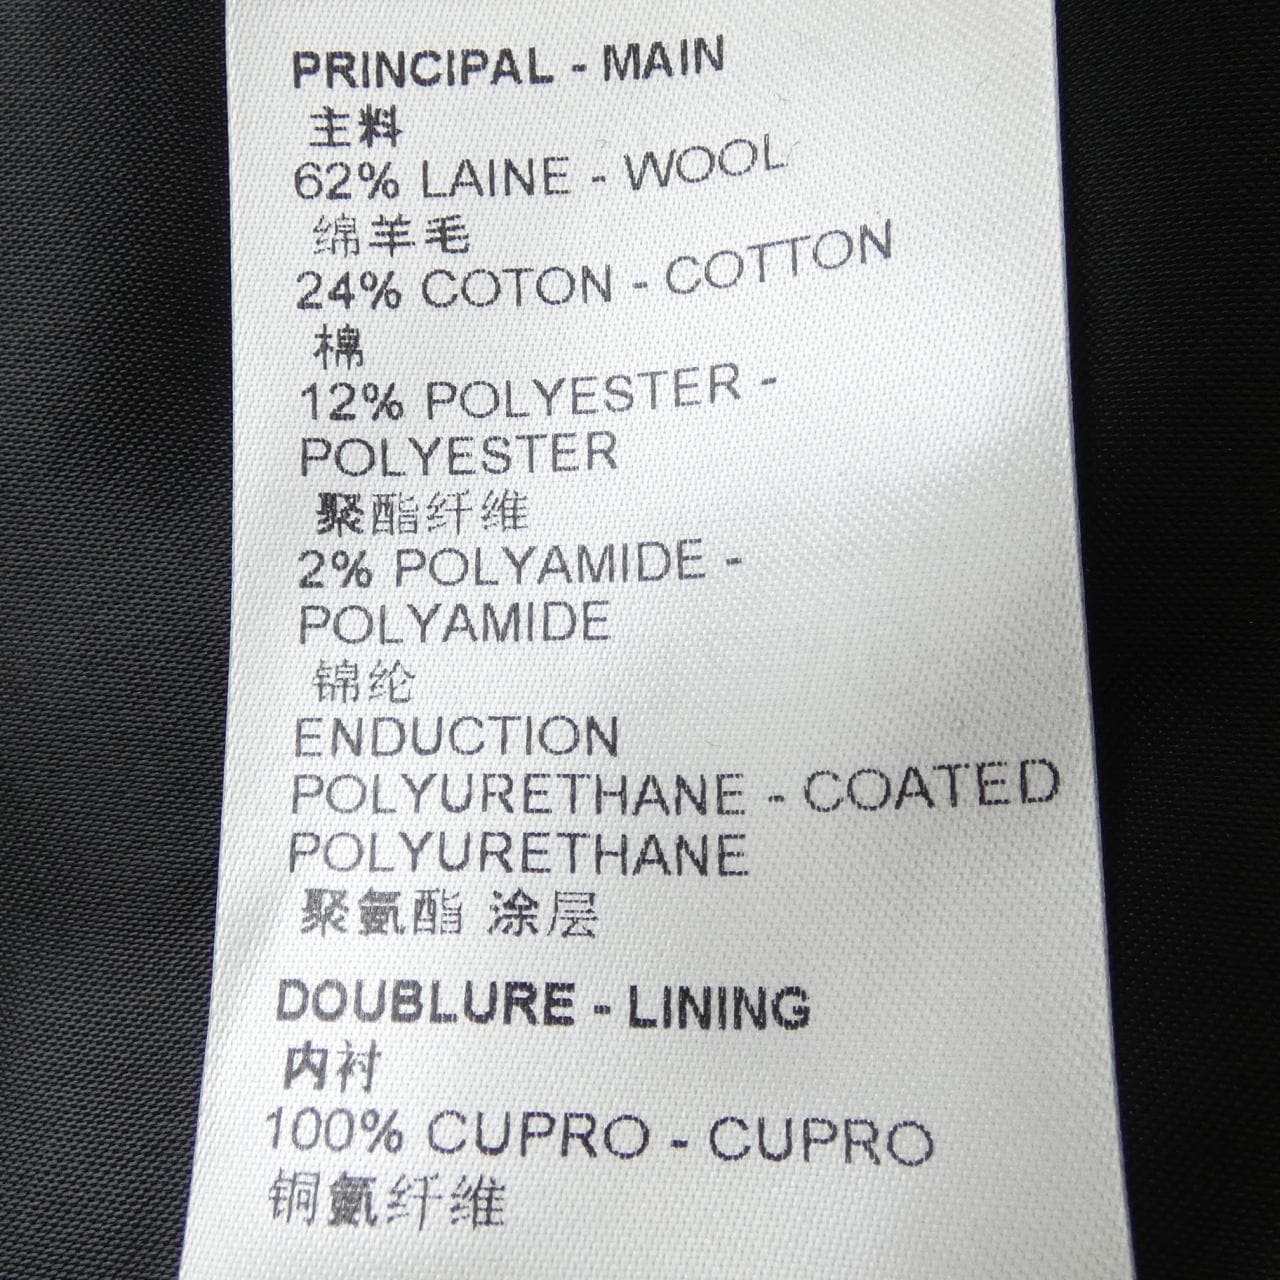 PRINCIPAL - MAIN
主料
62% LAINE - WOOL
绵羊毛
24% COTON - COTTON
棉
12% POLYESTER -
POLYESTER
聚酯纤维
2% POLYAMIDE -
POLYAMIDE
锦纶
ENDUCTION
POLYURETHANE - COATED
POLYURETHANE
聚氨酯 涂层
DOUBLURE - LINING
内衬
100% CUPRO - CUPRO
铜氨纤维